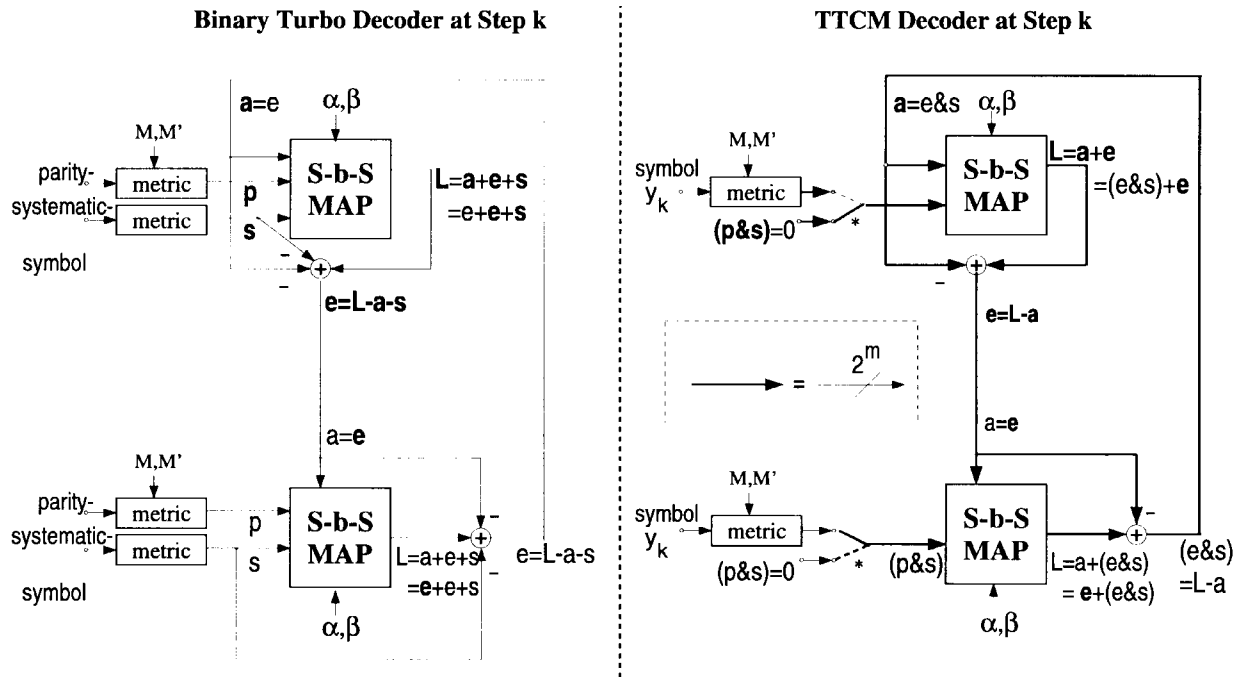 Binary Turbo Decoder at Step k
a=e
α,β
M,M'
parity-
metric
systematic-
metric
symbol
p
s
S-b-S
MAP
L=a+e+s
=e+e+s
–
+
–
e=L-a-s
a=e
M,M'
parity-
metric
systematic-
metric
symbol
p
s
S-b-S
MAP
L=a+e+s
=e+e+s
–
+
–
e=L-a-s
α,β
TTCM Decoder at Step k
a=e&s
α,β
M,M'
symbol
y_k
metric
(p&s)=0
*
S-b-S
MAP
L=a+e
=(e&s)+e
+
–
e=L-a
= 2^m
a=e
M,M'
symbol
y_k
metric
(p&s)=0
*
(p&s)
S-b-S
MAP
L=a+(e&s)
= e+(e&s)
–
+
(e&s)
=L-a
α,β